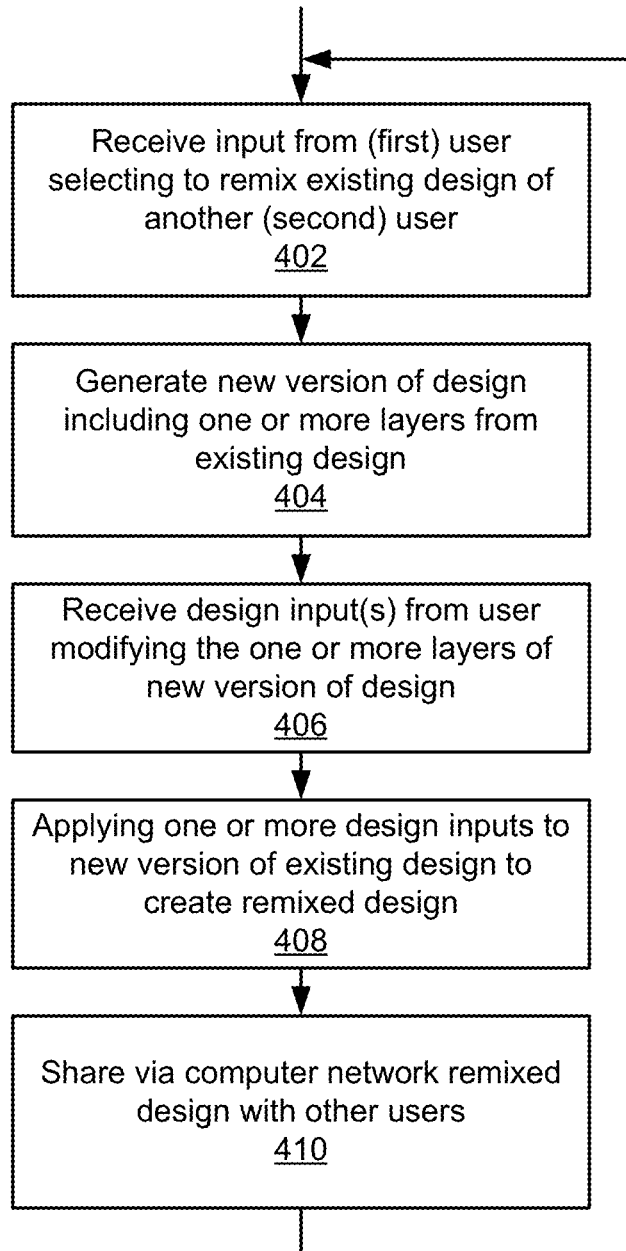 Receive input from (first) user
selecting to remix existing design of
another (second) user
402
Generate new version of design
including one or more layers from
existing design
404
Receive design input(s) from user
modifying the one or more layers of
new version of design
406
Applying one or more design inputs to
new version of existing design to
create remixed design
408
Share via computer network remixed
design with other users
410